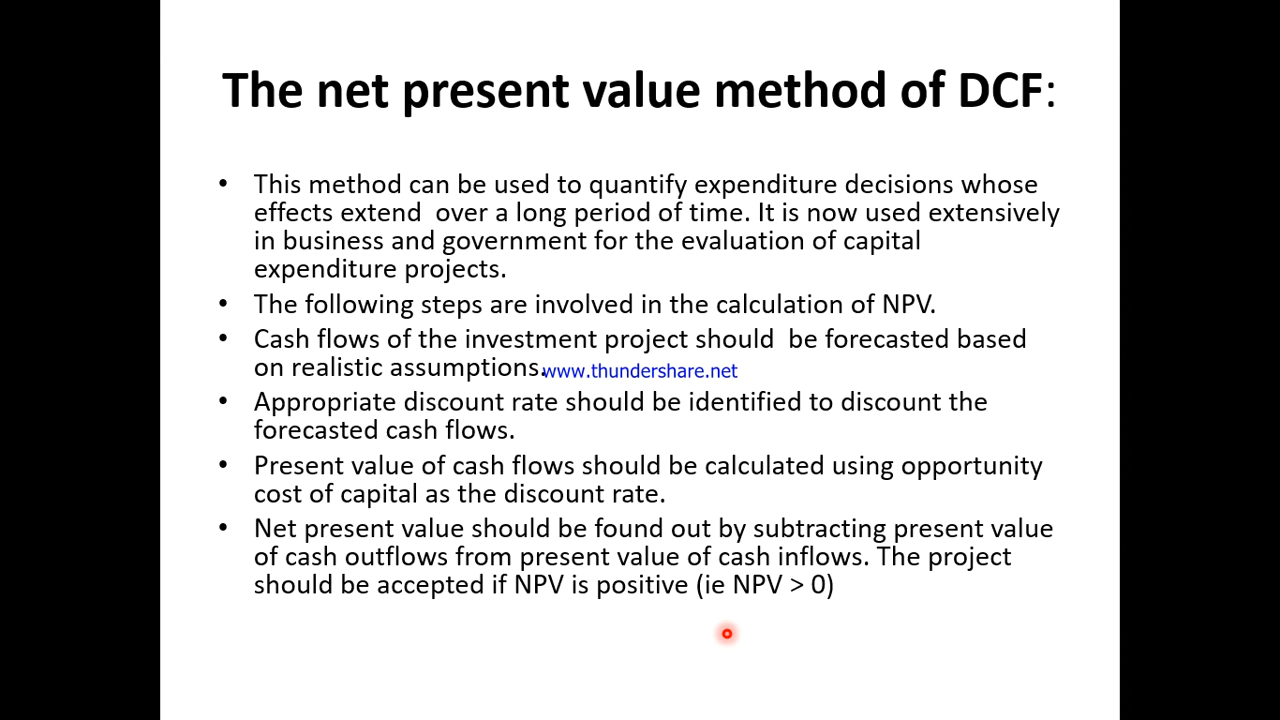 The net present value method of DCF:
• This method can be used to quantify expenditure decisions whose
effects extend  over a long period of time. It is now used extensively
in business and government for the evaluation of capital
expenditure projects.
• The following steps are involved in the calculation of NPV.
• Cash flows of the investment project should  be forecasted based
on realistic assumptions.www.thundershare.net
• Appropriate discount rate should be identified to discount the
forecasted cash flows.
• Present value of cash flows should be calculated using opportunity
cost of capital as the discount rate.
• Net present value should be found out by subtracting present value
of cash outflows from present value of cash inflows. The project
should be accepted if NPV is positive (ie NPV > 0)